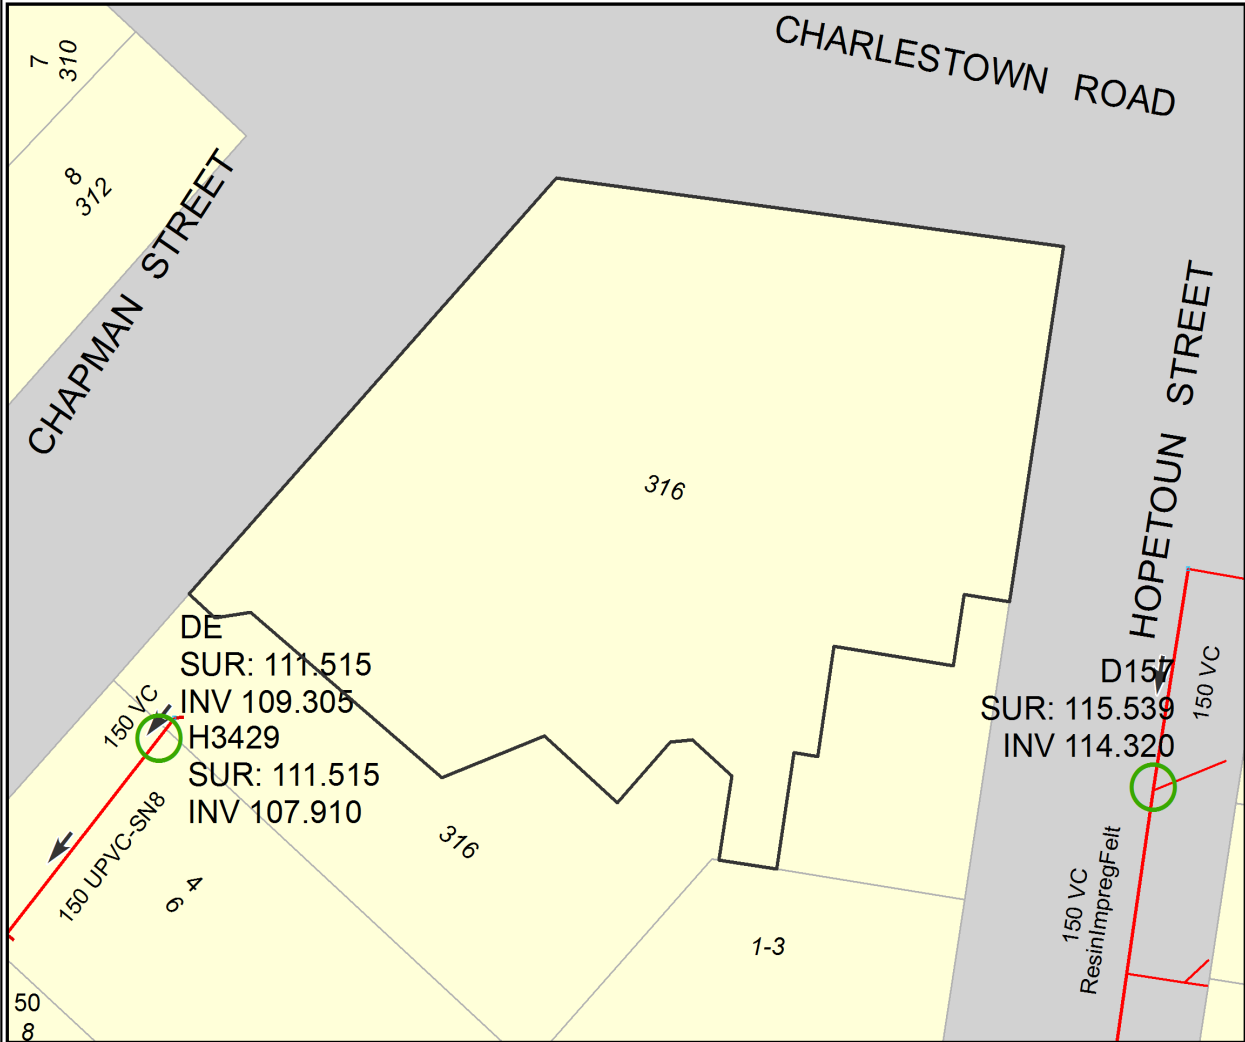 CHARLESTOWN ROAD
7
310
8
312
CHAPMAN STREET
HOPETOUN STREET
316
DE
SUR: 111.515
INV 109.305
H3429
SUR: 111.515
INV 107.910
150 VC
150 UPVC-SN8
D157
SUR: 115.539
INV 114.320
150 VC
150 VC
ResinImpregFelt
316
4
6
1-3
50
8